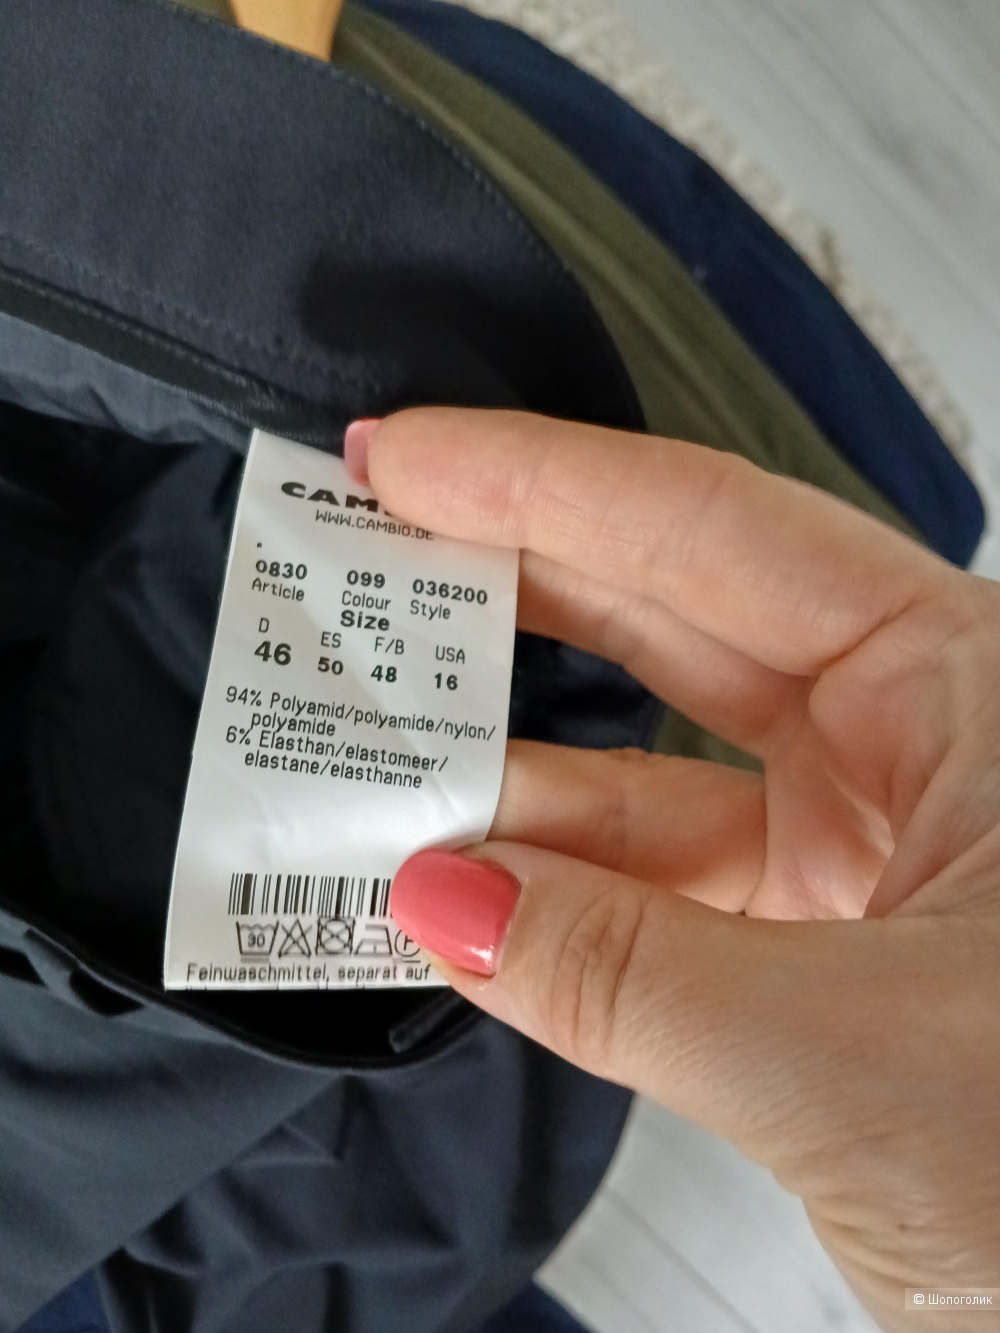 CAM
WWW.CAMBIO.DE
0830 099 036200
Article Colour Style
Size
D ES F/B USA
46 50 48 16
94% Polyamid/polyamide/nylon/
polyamide
6% Elasthan/elastomeer/
elastane/elasthanne
30
Feinwaschmittel, separat auf
© Шопоголик